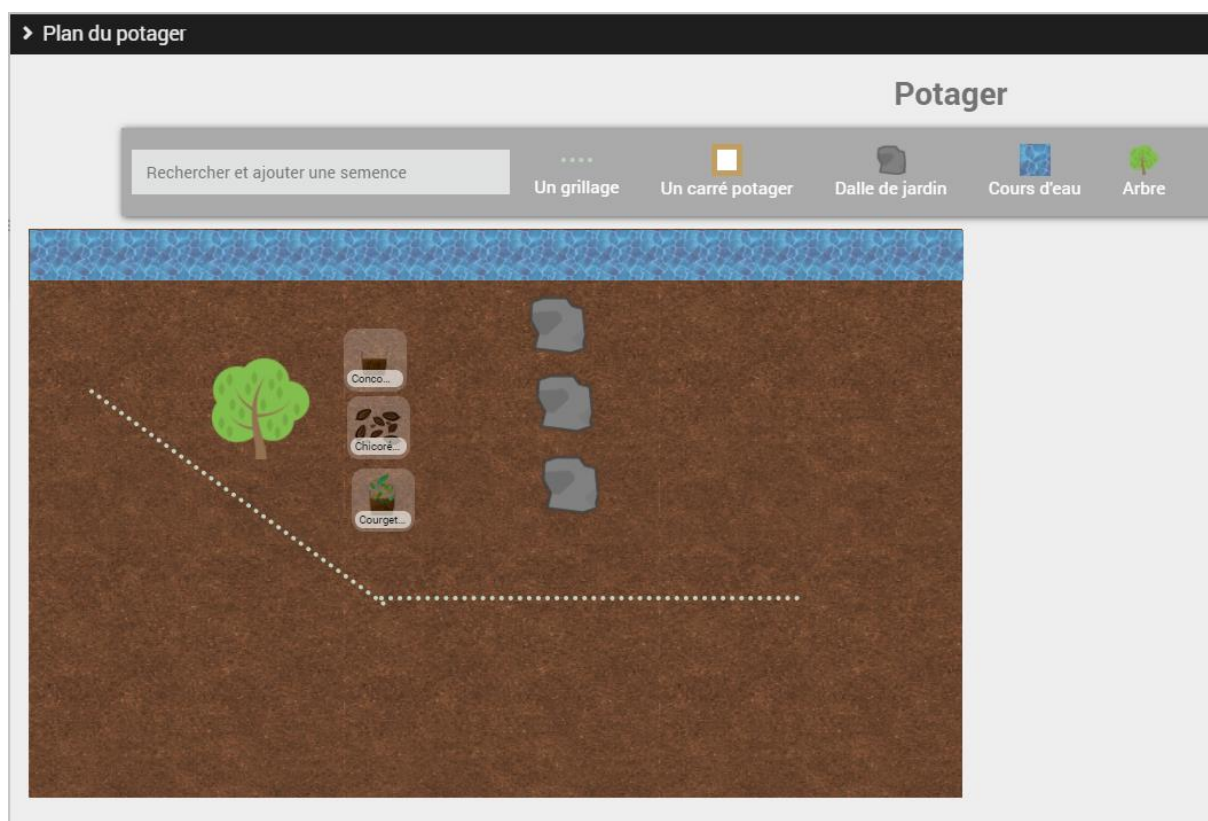 Plan du potager
Potager
Rechercher et ajouter une semence
Un grillage
Un carré potager
Dalle de jardin
Cours d'eau
Arbre
Conco...
Chicoré...
Courget...